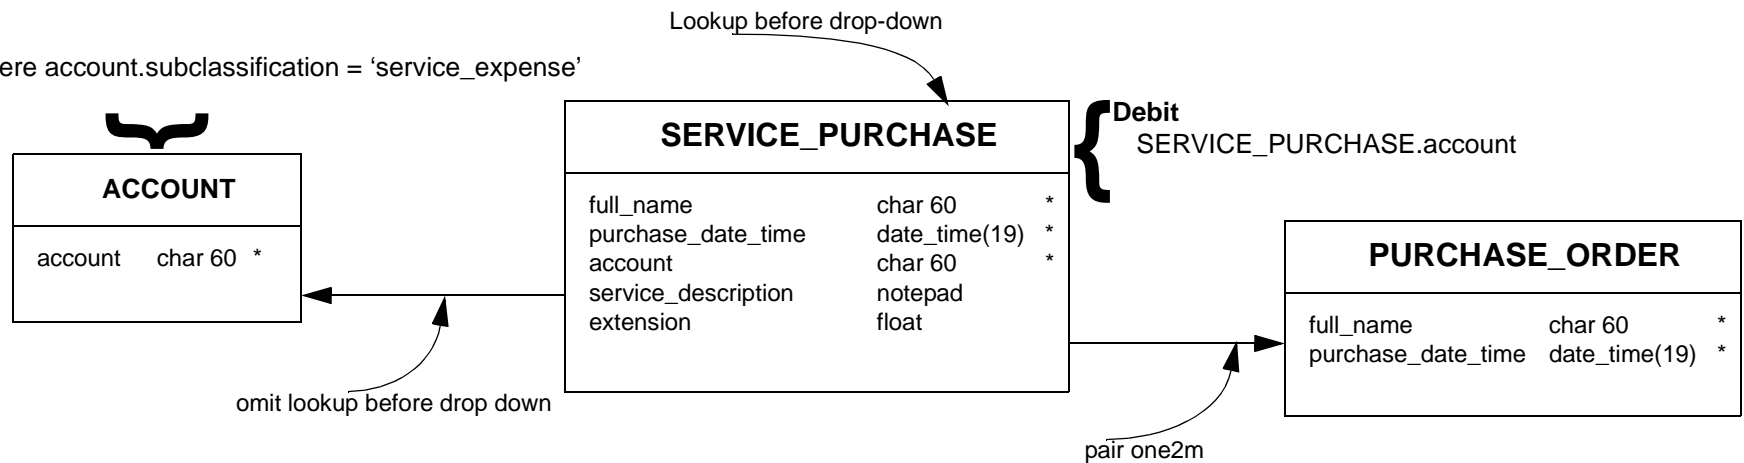 Lookup before drop-down
ere account.subclassification = ‘service_expense’
SERVICE_PURCHASE
full_name char 60 *
purchase_date_time date_time(19) *
account char 60 *
service_description notepad
extension float
Debit
SERVICE_PURCHASE.account
ACCOUNT
account char 60 *
PURCHASE_ORDER
full_name char 60 *
purchase_date_time date_time(19) *
omit lookup before drop down
pair one2m